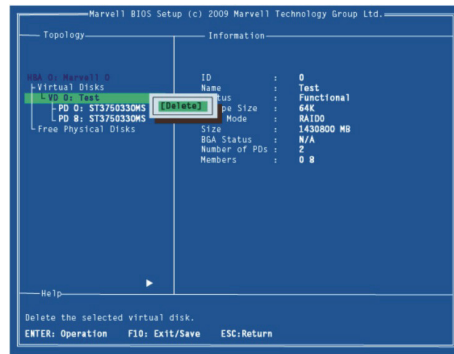 Marvell BIOS Setup (c) 2009 Marvell Technology Group Ltd.
Topology
HBA 0: Marvell 0
Virtual Disks
VD 0: Test
PD 0: ST3750330NS
PD 8: ST3750330NS
Free Physical Disks
[Delete]
Information
ID : 0
Name : Test
tus : Functional
pe Size : 64K
Mode : RAID0
Size : 1430800 MB
BGA Status : N/A
Number of PDs : 2
Members : 0 8
Help
Delete the selected virtual disk.
ENTER: Operation F10: Exit/Save ESC:Return